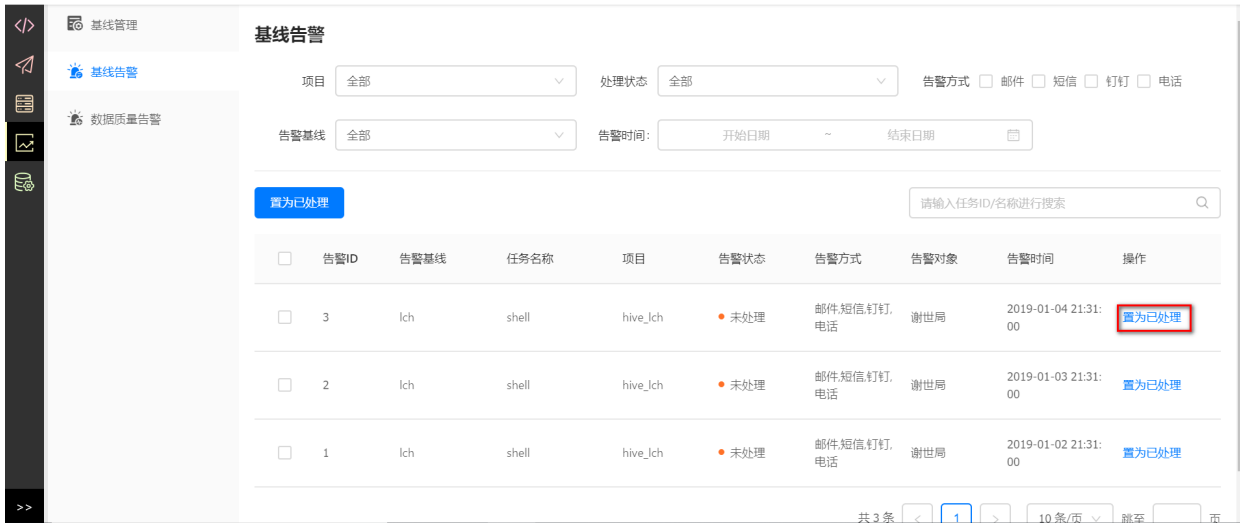 </>
基线管理
基线告警
数据质量告警
>>
基线告警
项目 全部 处理状态 全部 告警方式 邮件 短信 钉钉 电话
告警基线 全部 告警时间: 开始日期 ~ 结束日期
置为已处理 请输入任务ID/名称进行搜索
告警ID 告警基线 任务名称 项目 告警状态 告警方式 告警对象 告警时间 操作
3 lch shell hive_lch 未处理 邮件,短信,钉钉, 谢世局 2019-01-04 21:31: 置为已处理
电话 00
2 lch shell hive_lch 未处理 邮件,短信,钉钉, 谢世局 2019-01-03 21:31: 置为已处理
电话 00
1 lch shell hive_lch 未处理 邮件,短信,钉钉, 谢世局 2019-01-02 21:31: 置为已处理
电话 00
共 3 条 < 1 > 10 条/页 跳至 页